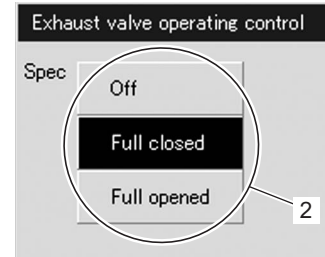 Exhaust valve operating control
Spec
Off
Full closed
Full opened
2